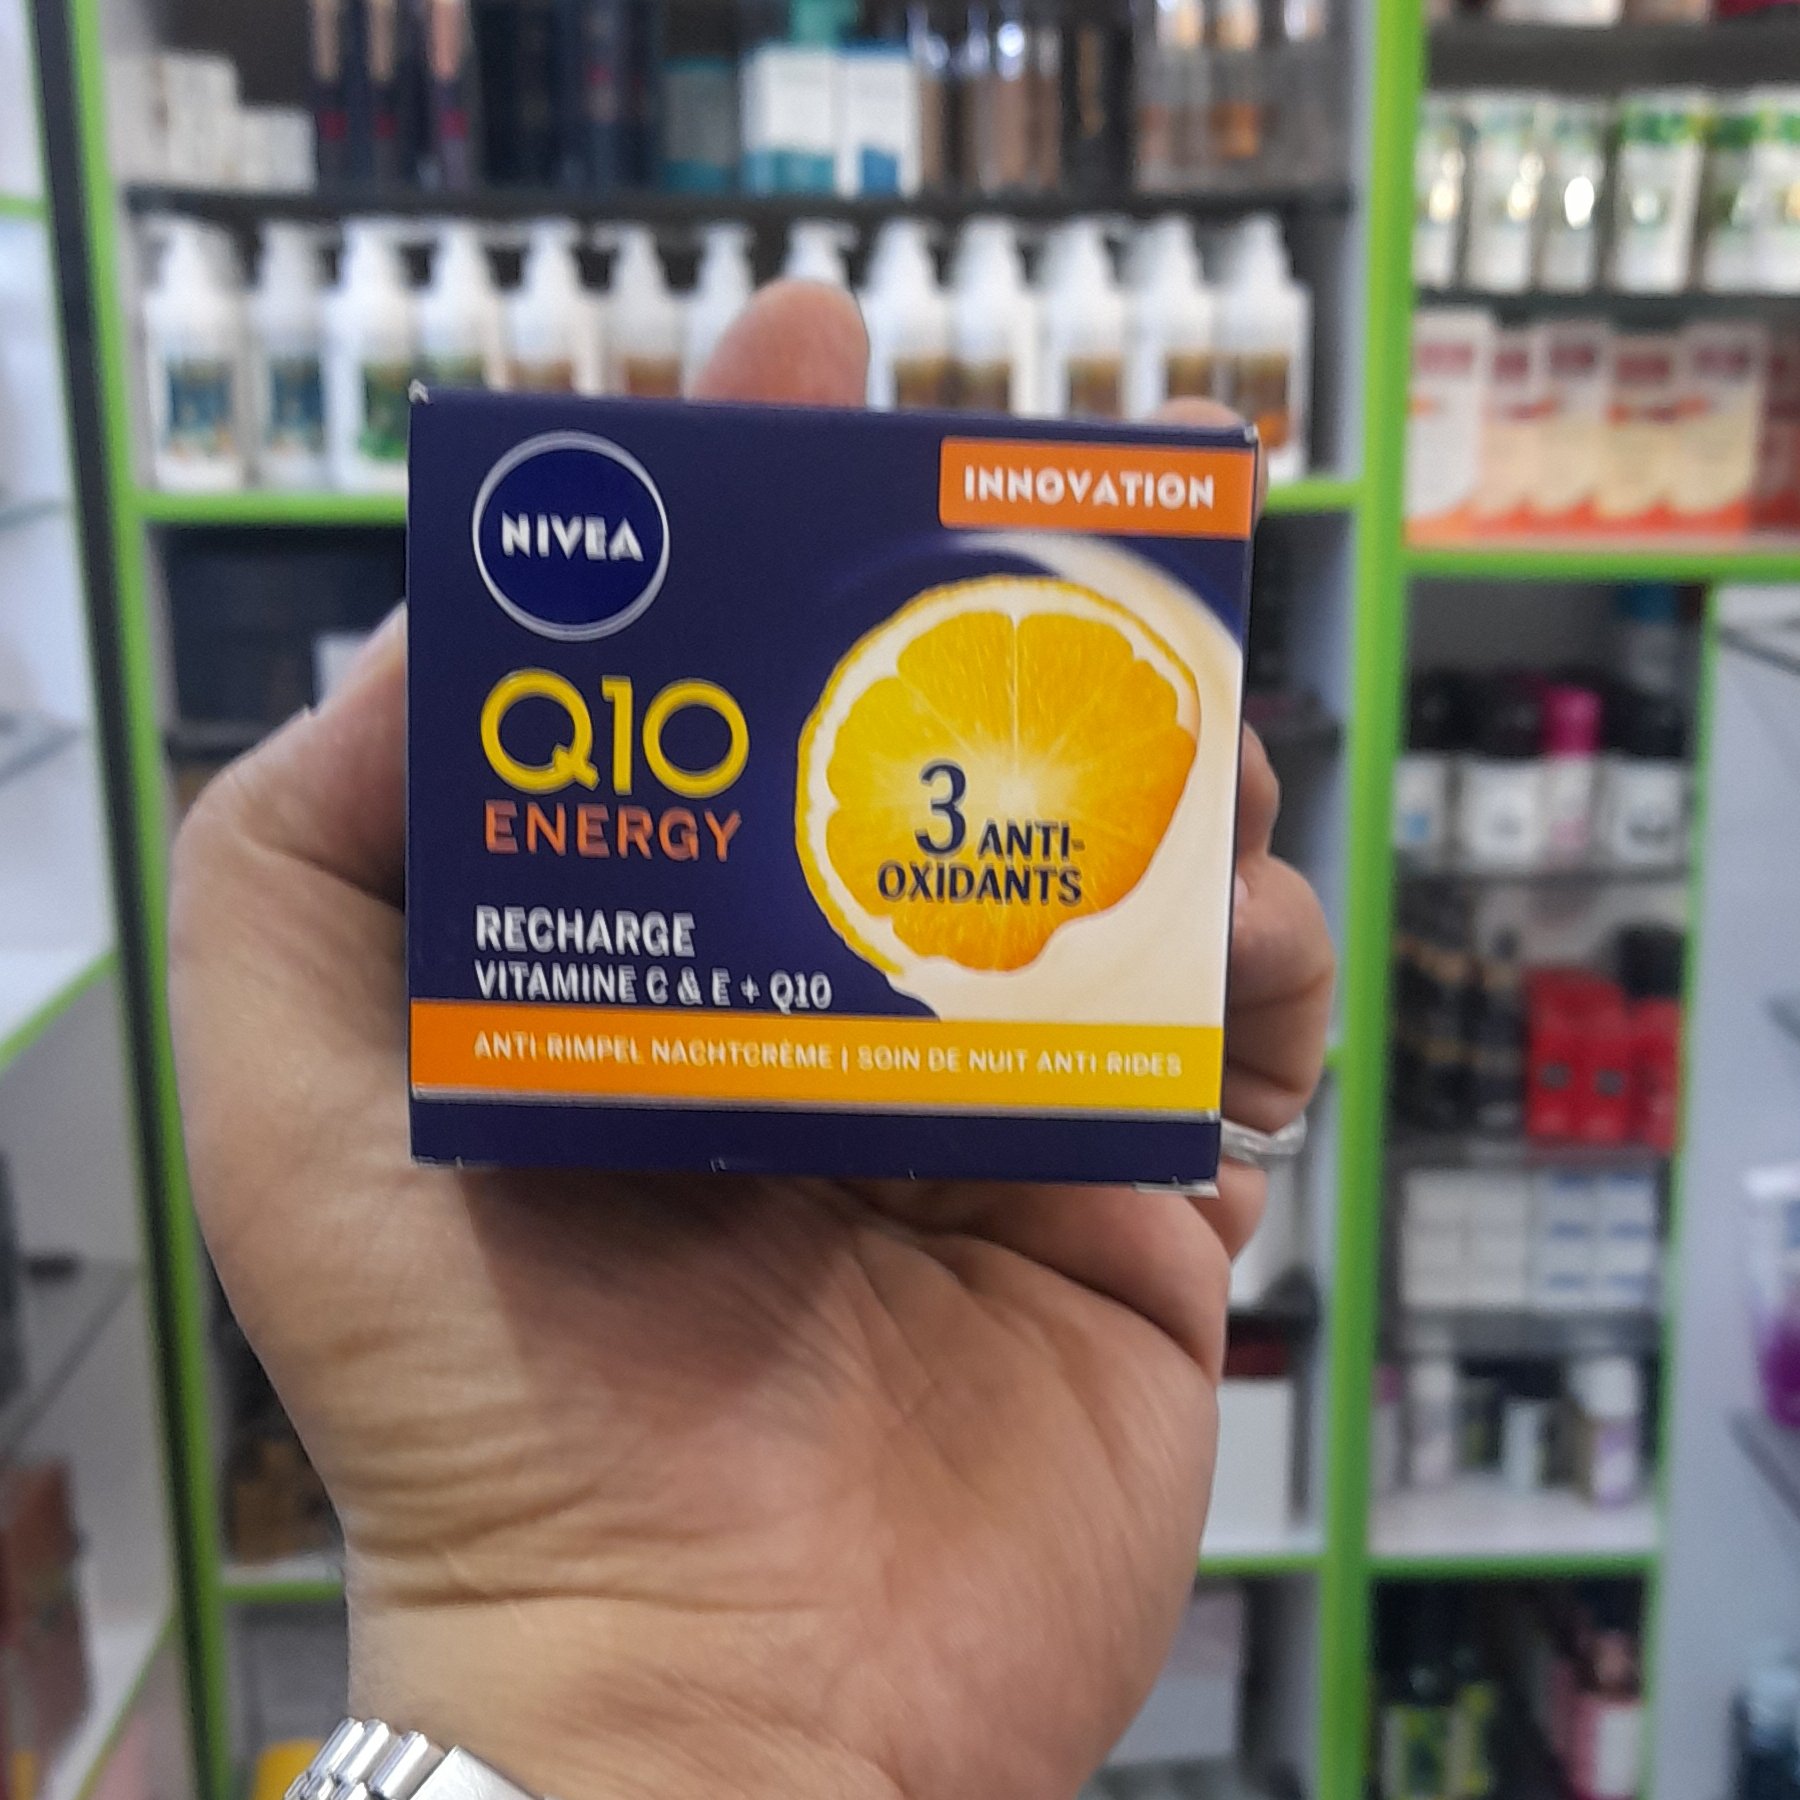 NIVEA
INNOVATION
Q10
ENERGY
3 ANTI-
OXIDANTS
RECHARGE
VITAMINE C & E + Q10
ANTI-RIMPEL NACHTCRÈME | SOIN DE NUIT ANTI-RIDES